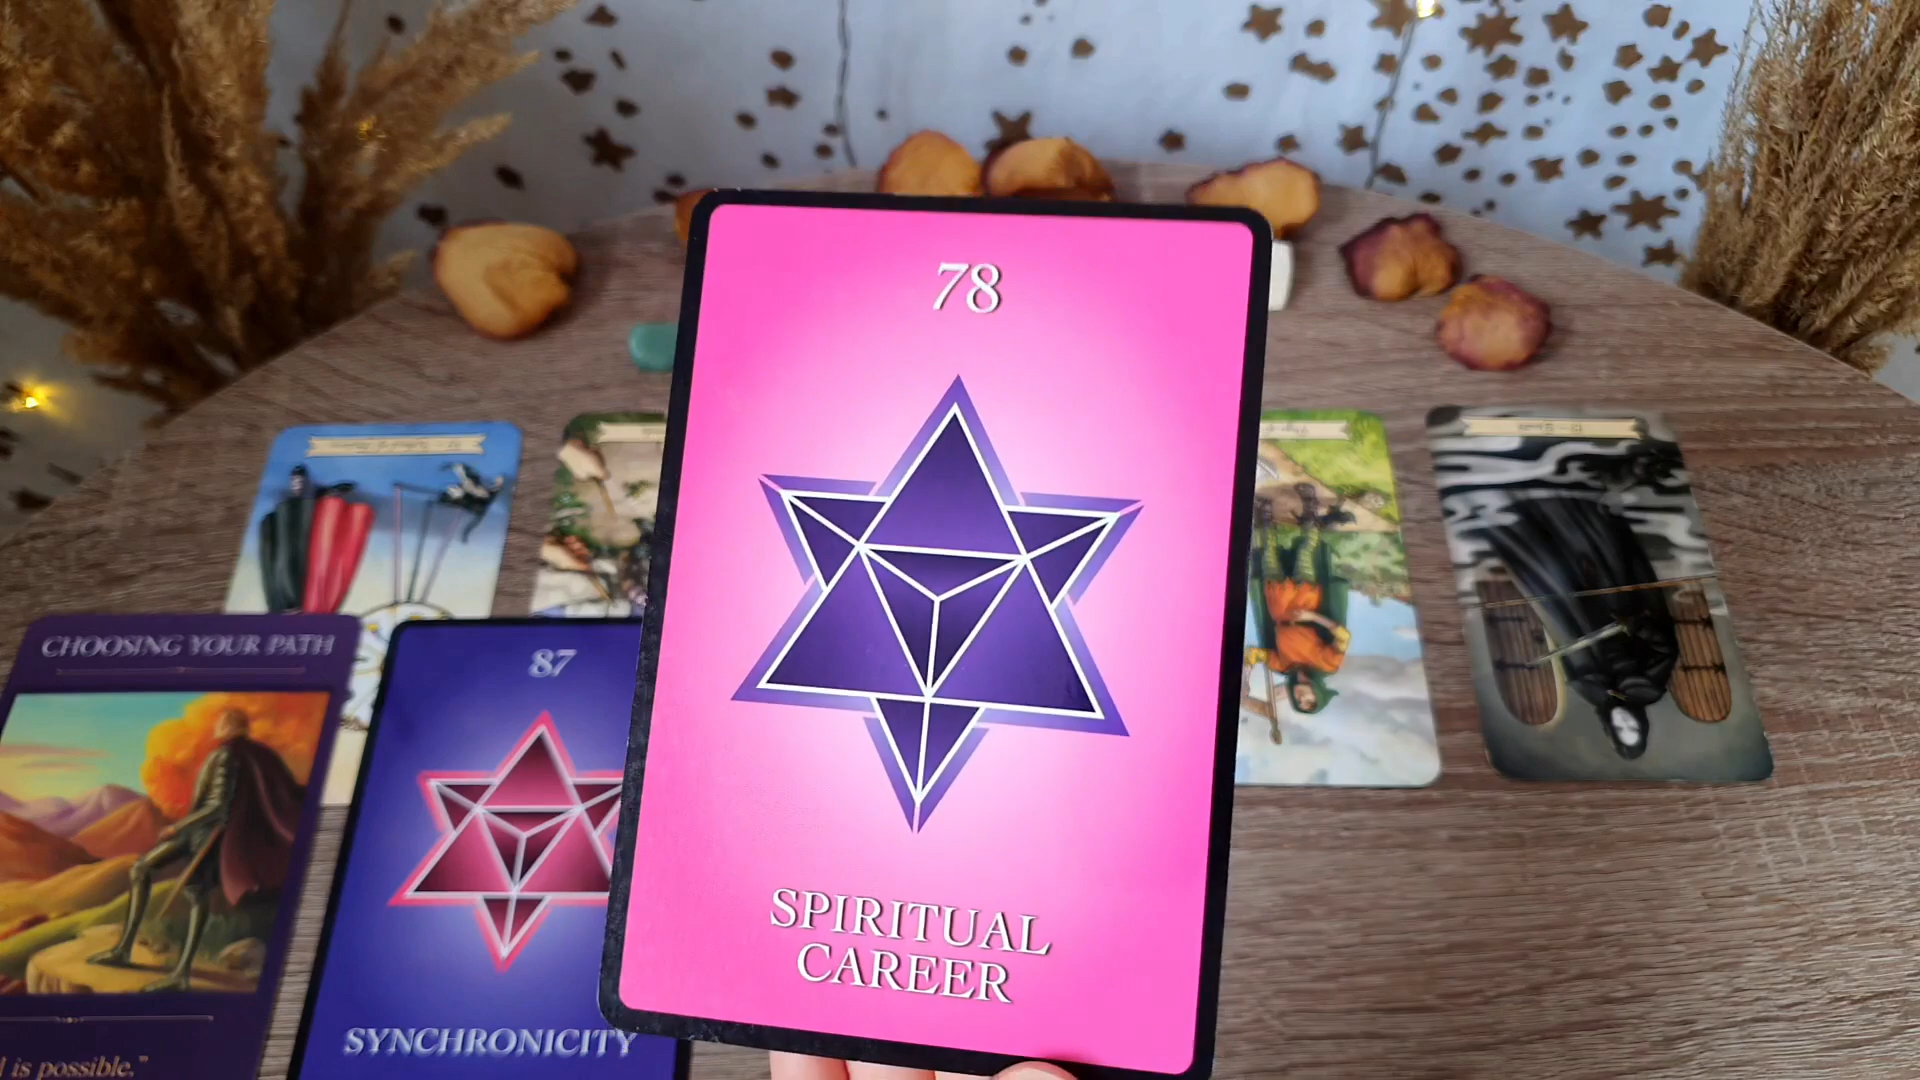 78
SPIRITUAL
CAREER
CHOOSING YOUR PATH
is possible."
87
SYNCHRONICITY